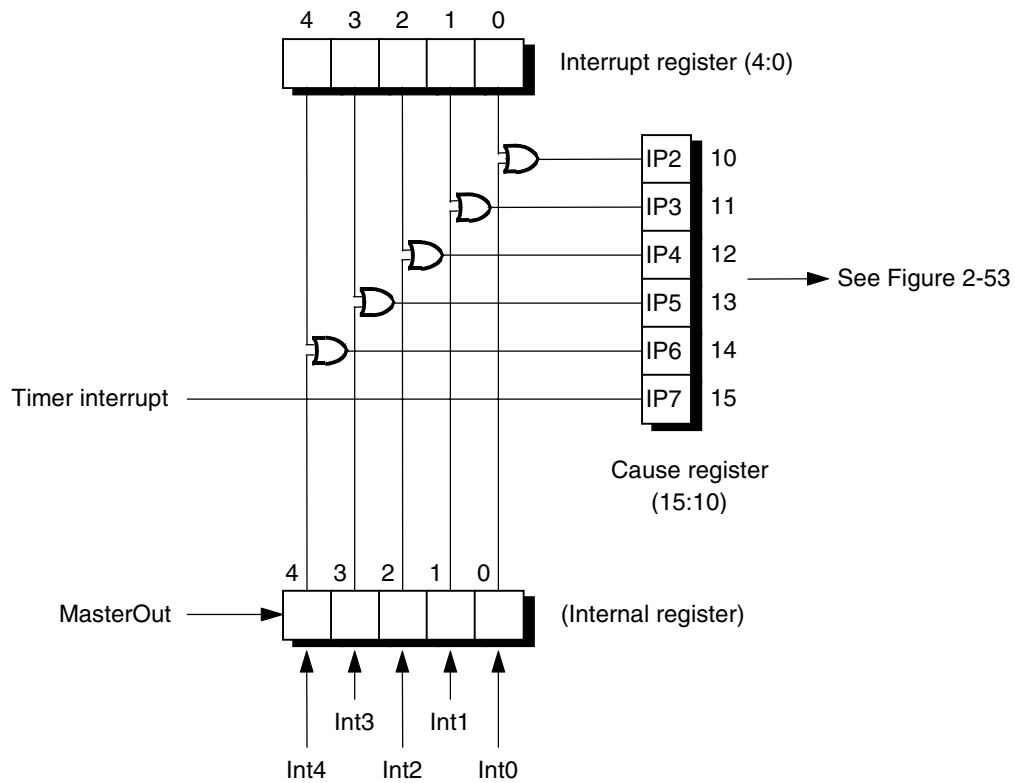 4 3 2 1 0
Interrupt register (4:0)
IP2 10
IP3 11
IP4 12
See Figure 2-53
IP5 13
IP6 14
Timer interrupt
IP7 15
Cause register
(15:10)
4 3 2 1 0
MasterOut
(Internal register)
Int3 Int1
Int4 Int2 Int0